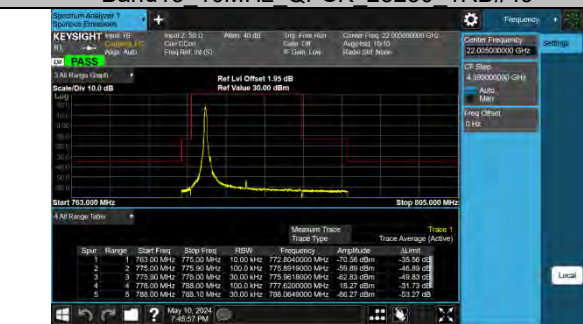 Spectrum Analyzer 1
Spurious Emissions
Frequency
KEYSIGHT Input: RF
Input Z: 50 Ω
Atten: 40 dB
Trig: Free Run
Center Freq: 22.005000000 GHz
Corr CCorr
Gate: Off
Avg|Hold: 10/10
Align: Auto
Freq Ref: Int (S)
IF Gain: Low
Radio Std: None
PASS
Center Frequency
22.005000000 GHz
Settings
CF Step
4.399000000 GHz
Auto
Man
Freq Offset
0 Hz
3 All Range Graph
Scale/Div 10.0 dB
Ref Lvl Offset 1.95 dB
Ref Value 30.00 dBm
Log
Start 763.000 MHz
Stop 805.000 MHz
4 All Range Table
Measure Trace
Trace 1
Trace Type
Trace Average (Active)
Spur Range Start Freq Stop Freq RBW Frequency Amplitude ΔLimit
1 1 763.00 MHz 775.00 MHz 10.00 kHz 772.8040000 MHz -70.56 dBm -35.56 dB
2 2 775.00 MHz 775.90 MHz 100.0 kHz 775.8919000 MHz -59.89 dBm -46.89 dB
3 3 775.90 MHz 776.00 MHz 30.00 kHz 775.9618000 MHz -62.83 dBm -49.83 dB
4 4 776.00 MHz 788.00 MHz 100.0 kHz 777.6200000 MHz 18.27 dBm -31.73 dB
5 5 788.00 MHz 788.10 MHz 30.00 kHz 788.0649000 MHz -66.27 dBm -53.27 dB
Local
May 10, 2024
7:45:57 PM